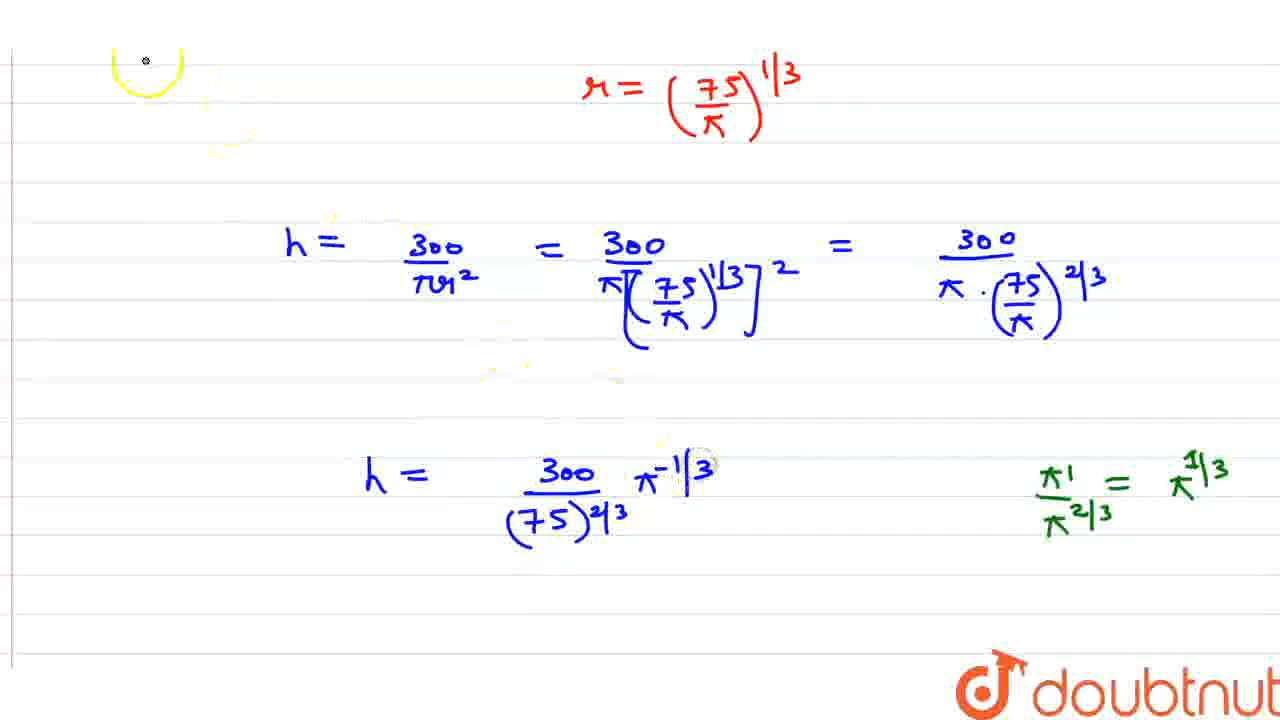 r = (75/π)^1/3
h = 300/πr² = 300/π[(75/π)^1/3]² = 300/π.(75/π)^2/3
h = 300/(75)^2/3 π^-1/3
π^1/π^2/3 = π^1/3
doubtnut